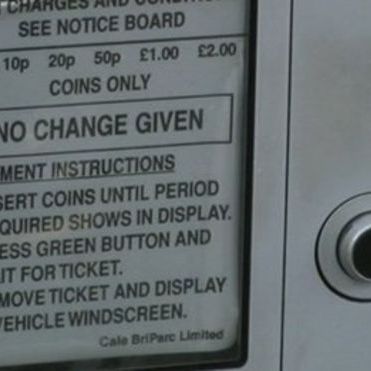 CHARGES AND CONDITIONS
SEE NOTICE BOARD
10p 20p 50p £1.00 £2.00
COINS ONLY
NO CHANGE GIVEN
MENT INSTRUCTIONS
SERT COINS UNTIL PERIOD
QUIRED SHOWS IN DISPLAY.
ESS GREEN BUTTON AND
IT FOR TICKET.
MOVE TICKET AND DISPLAY
VEHICLE WINDSCREEN.
Cale BriParc Limited